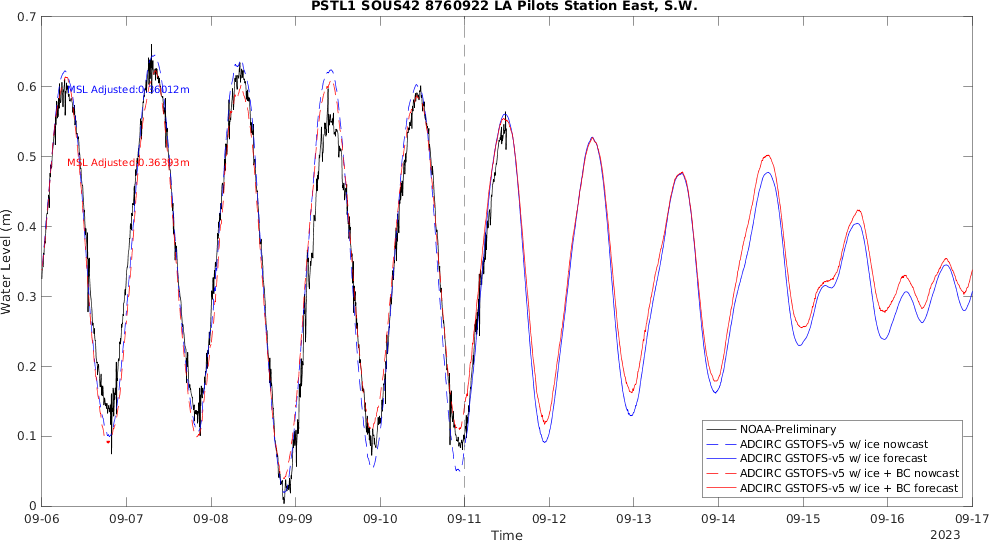 PSTL1 SOUS42 8760922 LA Pilots Station East, S.W.
0.7
0.6
0.5
0.4
0.3
0.2
0.1
0
Water Level (m)
MSL Adjusted:0.36012m
MSL Adjusted:0.36393m
NOAA-Preliminary
ADCIRC GSTOFS-v5 w/ ice nowcast
ADCIRC GSTOFS-v5 w/ ice forecast
ADCIRC GSTOFS-v5 w/ ice + BC nowcast
ADCIRC GSTOFS-v5 w/ ice + BC forecast
09-06 09-07 09-08 09-09 09-10 09-11 09-12 09-13 09-14 09-15 09-16 09-17
Time
2023